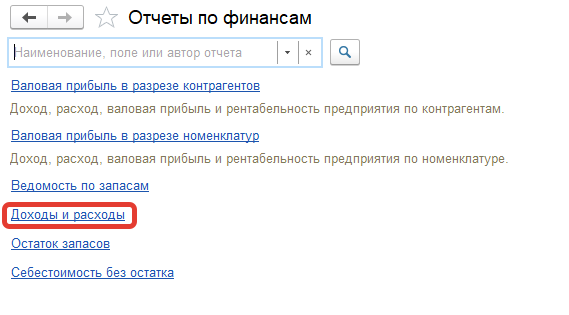 Отчеты по финансам
Наименование, поле или автор отчета
Валовая прибыль в разрезе контрагентов
Доход, расход, валовая прибыль и рентабельность предприятия по контрагентам.
Валовая прибыль в разрезе номенклатур
Доход, расход, валовая прибыль и рентабельность предприятия по номенклатуре.
Ведомость по запасам
Доходы и расходы
Остаток запасов
Себестоимость без остатка